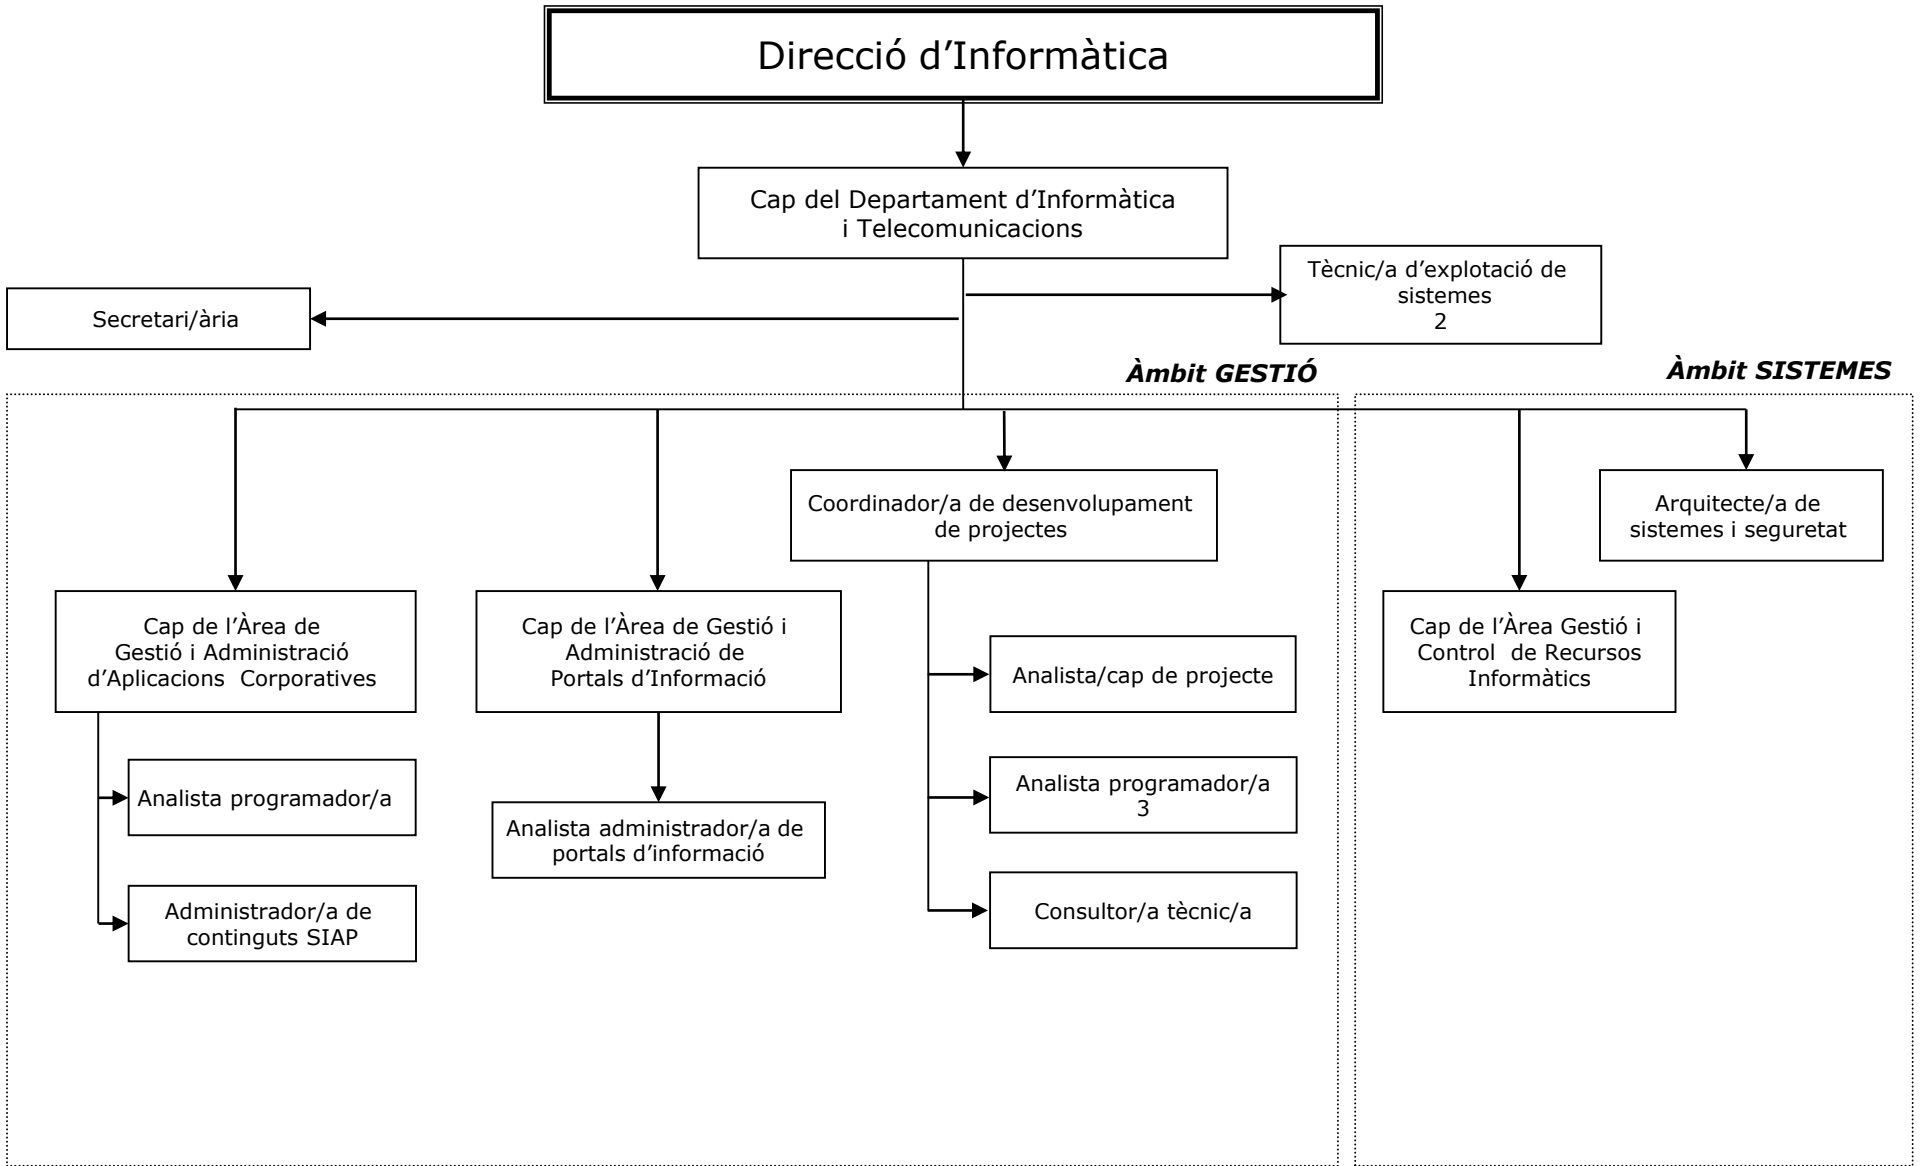 Direcció d’Informàtica
Cap del Departament d’Informàtica
i Telecomunicacions
Tècnic/a d’explotació de
sistemes
2
Secretari/ària
Àmbit GESTIÓ
Àmbit SISTEMES
Coordinador/a de desenvolupament
de projectes
Arquitecte/a de
sistemes i seguretat
Cap de l’Àrea de
Gestió i Administració
d’Aplicacions Corporatives
Cap de l’Àrea de Gestió i
Administració de
Portals d’Informació
Cap de l’Àrea Gestió i
Control de Recursos
Informàtics
Analista/cap de projecte
Analista programador/a
Analista programador/a
3
Analista administrador/a de
portals d’informació
Administrador/a de
continguts SIAP
Consultor/a tècnic/a